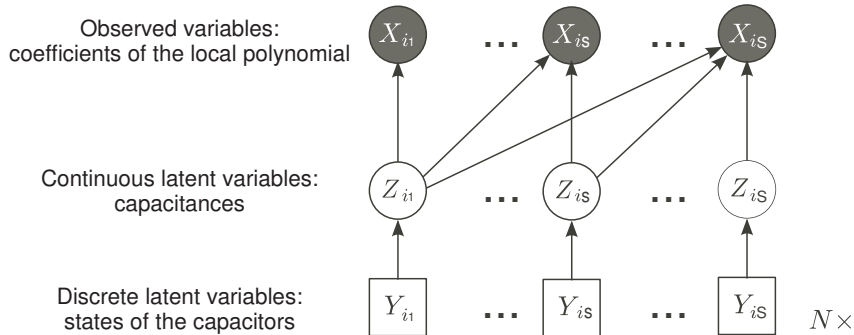 Observed variables:
coefficients of the local polynomial
X_{i1} ... X_{iS} ... X_{iS}
Continuous latent variables:
capacitances
Z_{i1} ... Z_{iS} ... Z_{iS}
Discrete latent variables:
states of the capacitors
Y_{i1} ... Y_{iS} ... Y_{iS}
N×